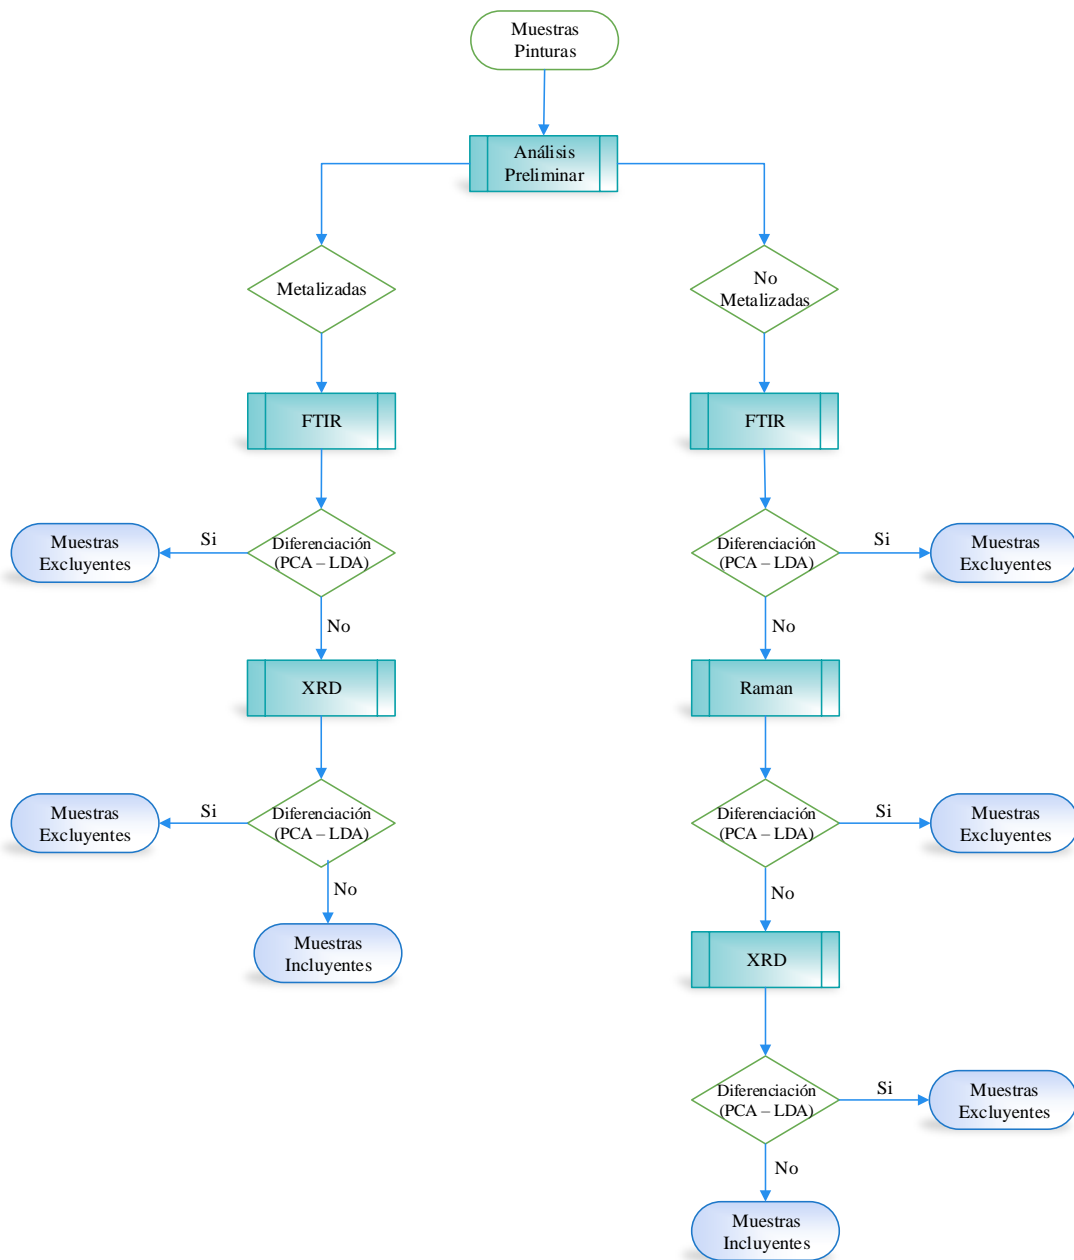 Muestras
Pinturas
Análisis
Preliminar
Metalizadas
No
Metalizadas
FTIR
FTIR
Muestras
Excluyentes
Si
Diferenciación
(PCA – LDA)
Diferenciación
(PCA – LDA)
Si
Muestras
Excluyentes
No
No
XRD
Raman
Muestras
Excluyentes
Si
Diferenciación
(PCA – LDA)
Diferenciación
(PCA – LDA)
Si
Muestras
Excluyentes
No
No
Muestras
Incluyentes
XRD
Diferenciación
(PCA – LDA)
Si
Muestras
Excluyentes
No
Muestras
Incluyentes